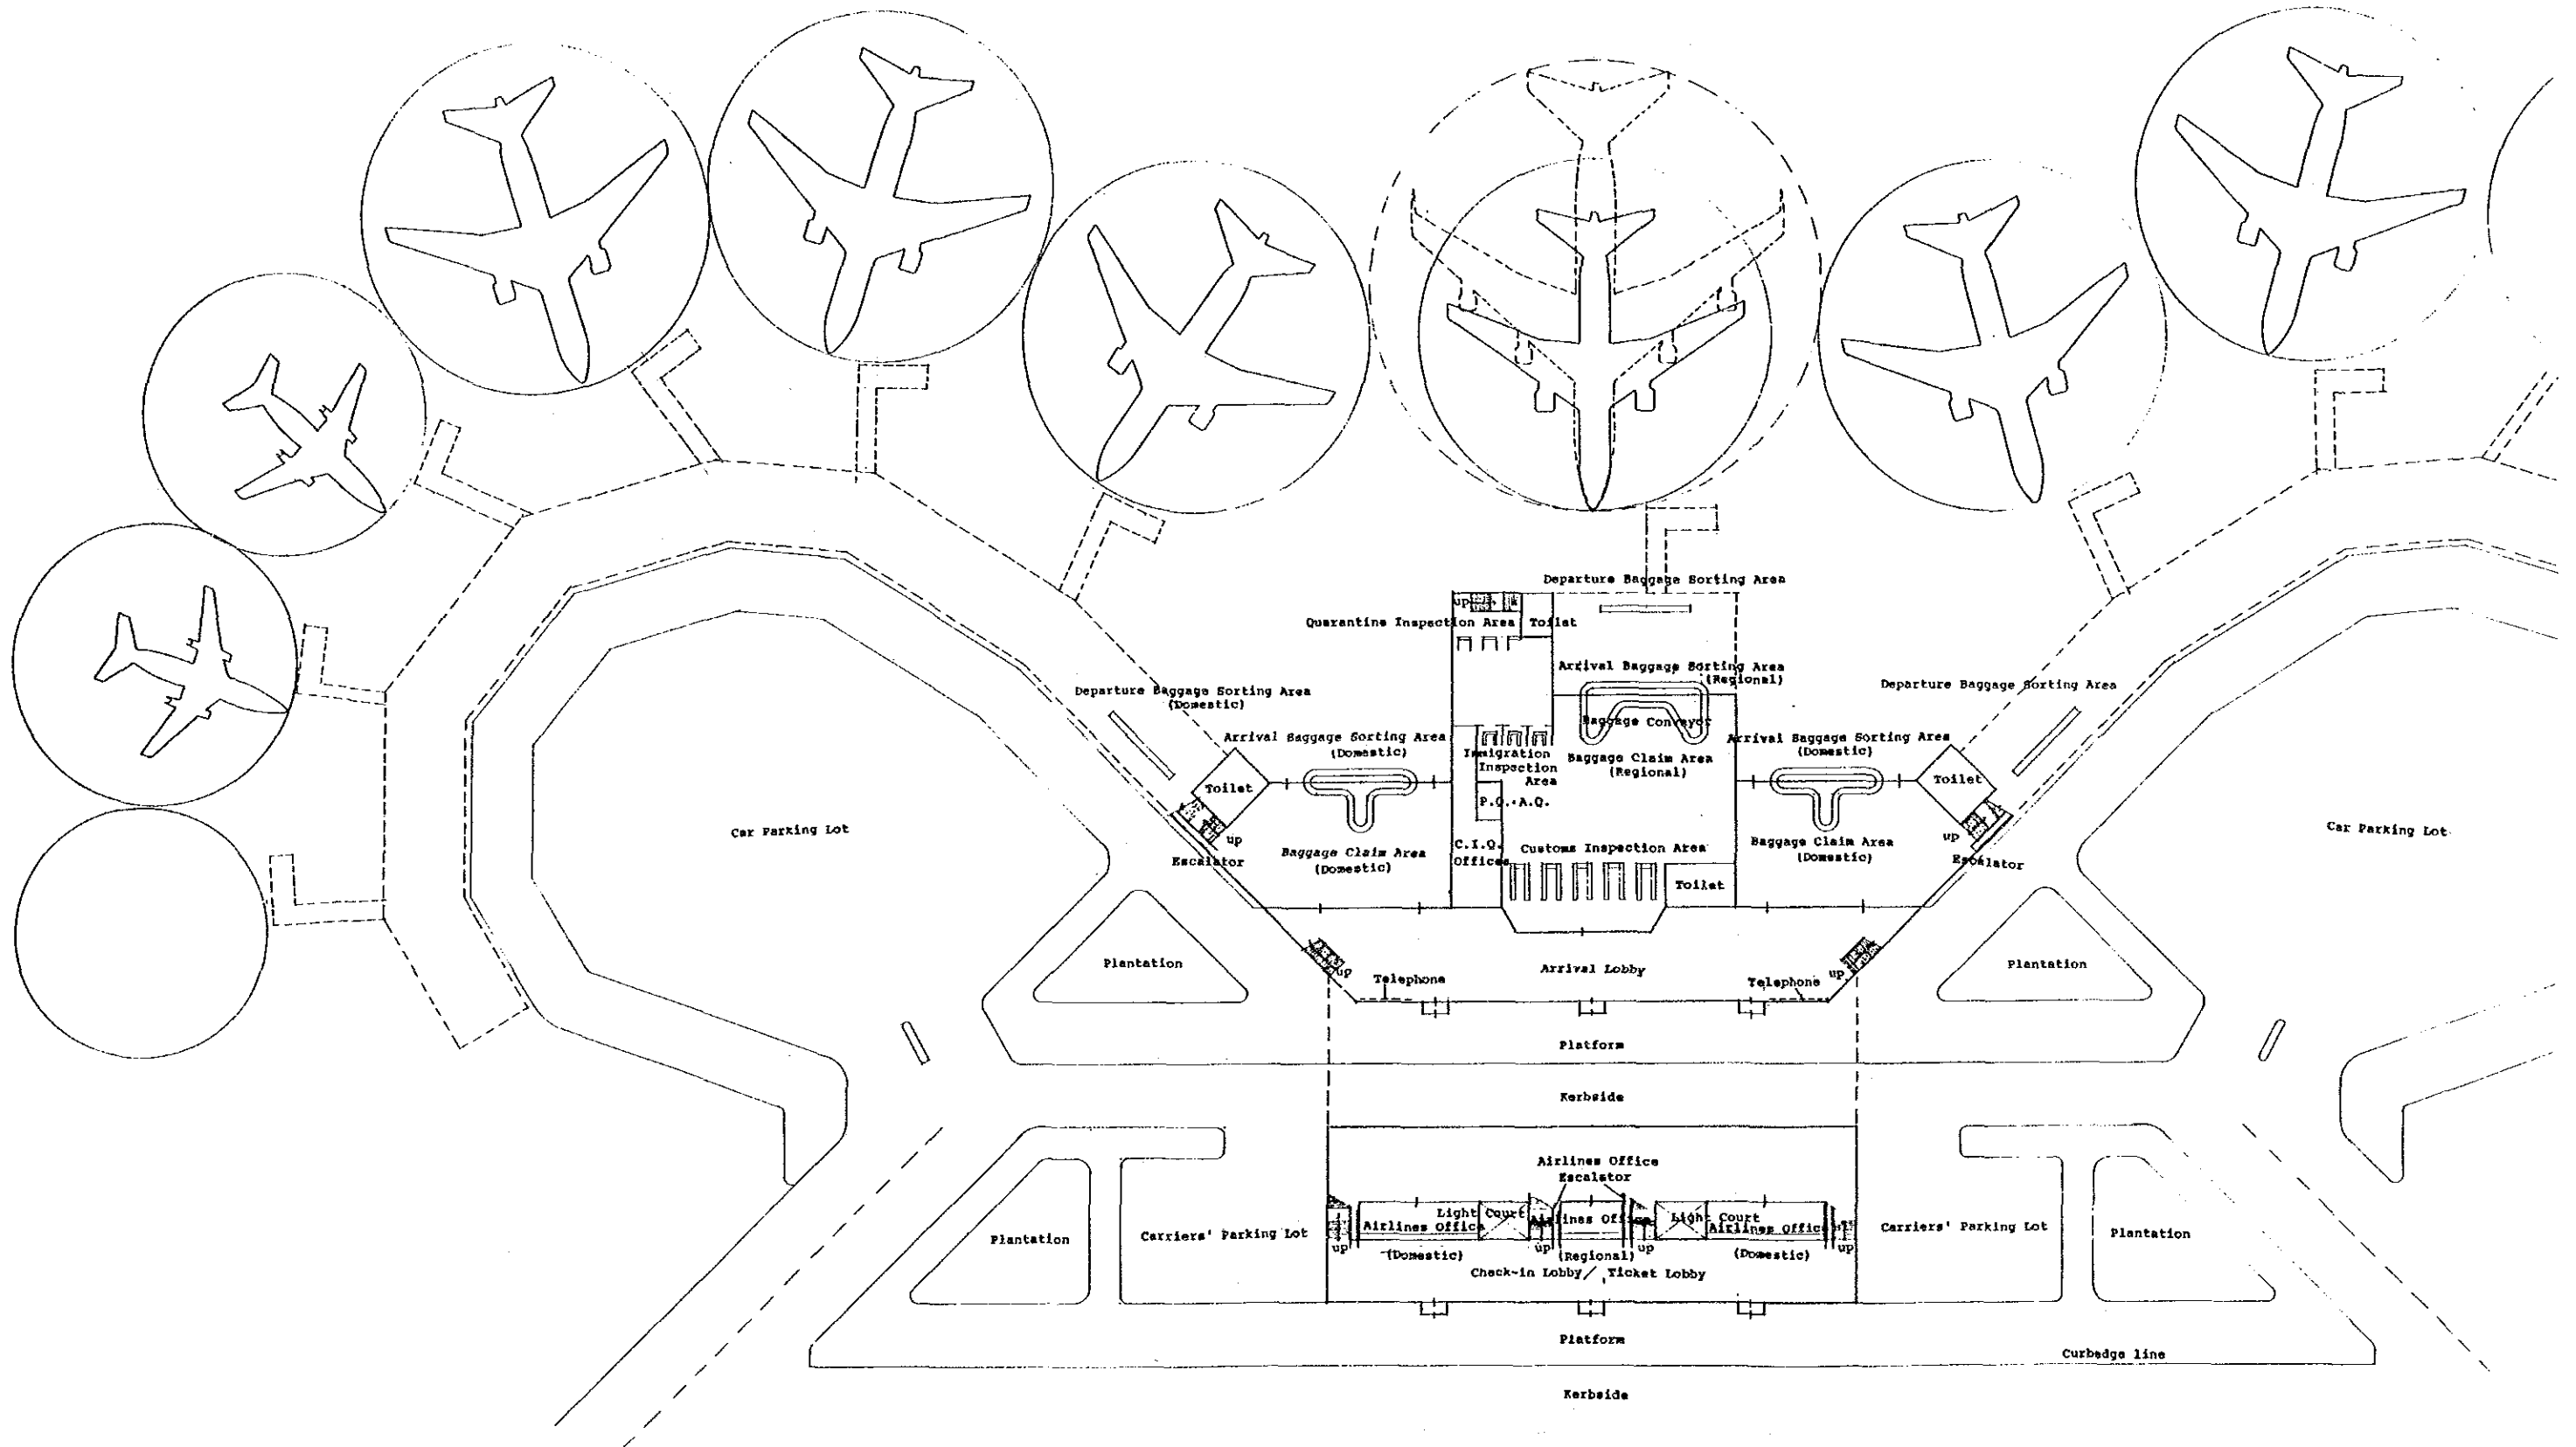 Departure Baggage Sorting Area
up
Quarantine Inspection Area
Toilet
Arrival Baggage Sorting Area
(Regional)
Departure Baggage Sorting Area
(Domestic)
Departure Baggage Sorting Area
Baggage Conveyor
Arrival Baggage Sorting Area
(Domestic)
Immigration
Inspection
Area
Baggage Claim Area
(Regional)
Arrival Baggage Sorting Area
(Domestic)
Toilet
Toilet
P.Q.·A.Q.
Car Parking Lot
up
Escalator
Baggage Claim Area
(Domestic)
C.I.Q.
Offices
Customs Inspection Area
Toilet
Baggage Claim Area
(Domestic)
up
Escalator
Car Parking Lot
Plantation
up
Telephone
Arrival Lobby
Telephone
up
Plantation
Platform
Kerbside
Airlines Office
Escalator
Light Court
Airlines Office
Airlines Office
Light Court
Airlines Office
Plantation
Carriers' Parking Lot
up
(Domestic)
up
(Regional)
up
(Domestic)
up
Carriers' Parking Lot
Plantation
Check-in Lobby/ Ticket Lobby
Platform
Curbedge line
Kerbside